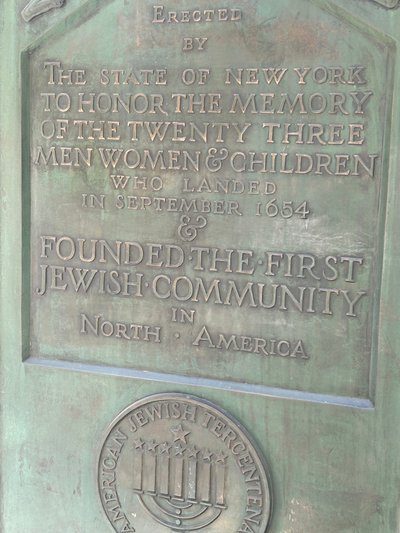 ERECTED
BY
THE STATE OF NEW YORK
TO HONOR THE MEMORY
OF THE TWENTY THREE
MEN WOMEN & CHILDREN
WHO LANDED
IN SEPTEMBER 1654
&
FOUNDED·THE·FIRST
JEWISH·COMMUNITY
IN
NORTH · AMERICA
AMERICAN JEWISH TERCENTENA